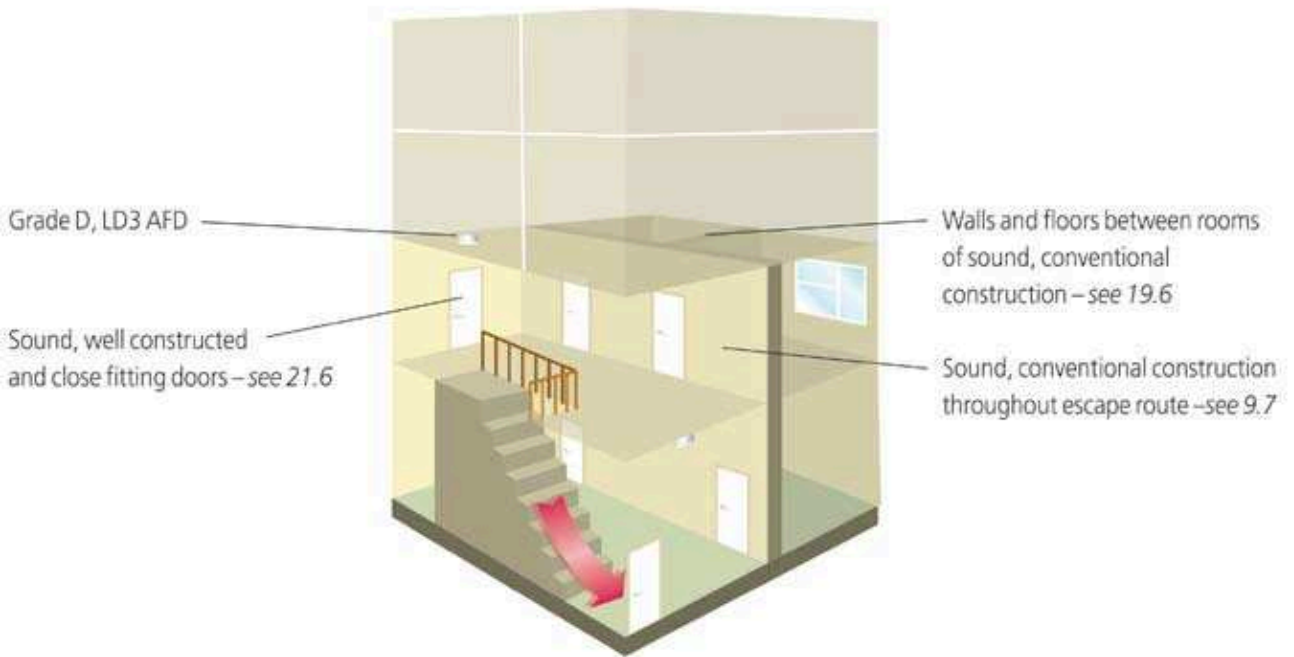 Grade D, LD3 AFD
Sound, well constructed
and close fitting doors – see 21.6
Walls and floors between rooms
of sound, conventional
construction – see 19.6
Sound, conventional construction
throughout escape route –see 9.7